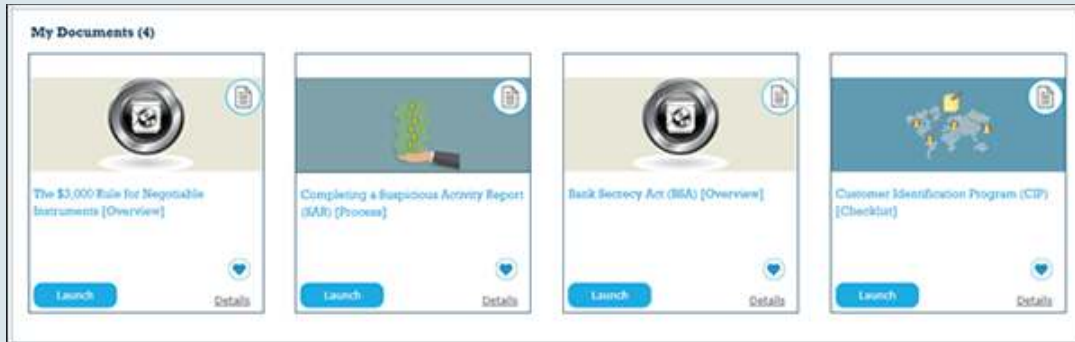 My Documents (4)
The $3,000 Rule for Negotiable
Instruments [Overview]
Launch
Details
Completing a Suspicious Activity Report
(SAR) [Process]
Launch
Details
Bank Secrecy Act (BSA) [Overview]
Launch
Details
Customer Identification Program (CIP)
[Checklist]
Launch
Details